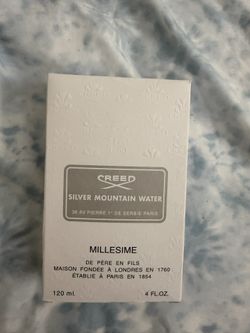 CREED
SILVER MOUNTAIN WATER
38 AV PIERRE 1ᵉʳ DE SERBIE PARIS
MILLESIME
DE PÈRE EN FILS
MAISON FONDÉE À LONDRES EN 1760
ÉTABLIE À PARIS EN 1854
120 ml. 4 FL.OZ.